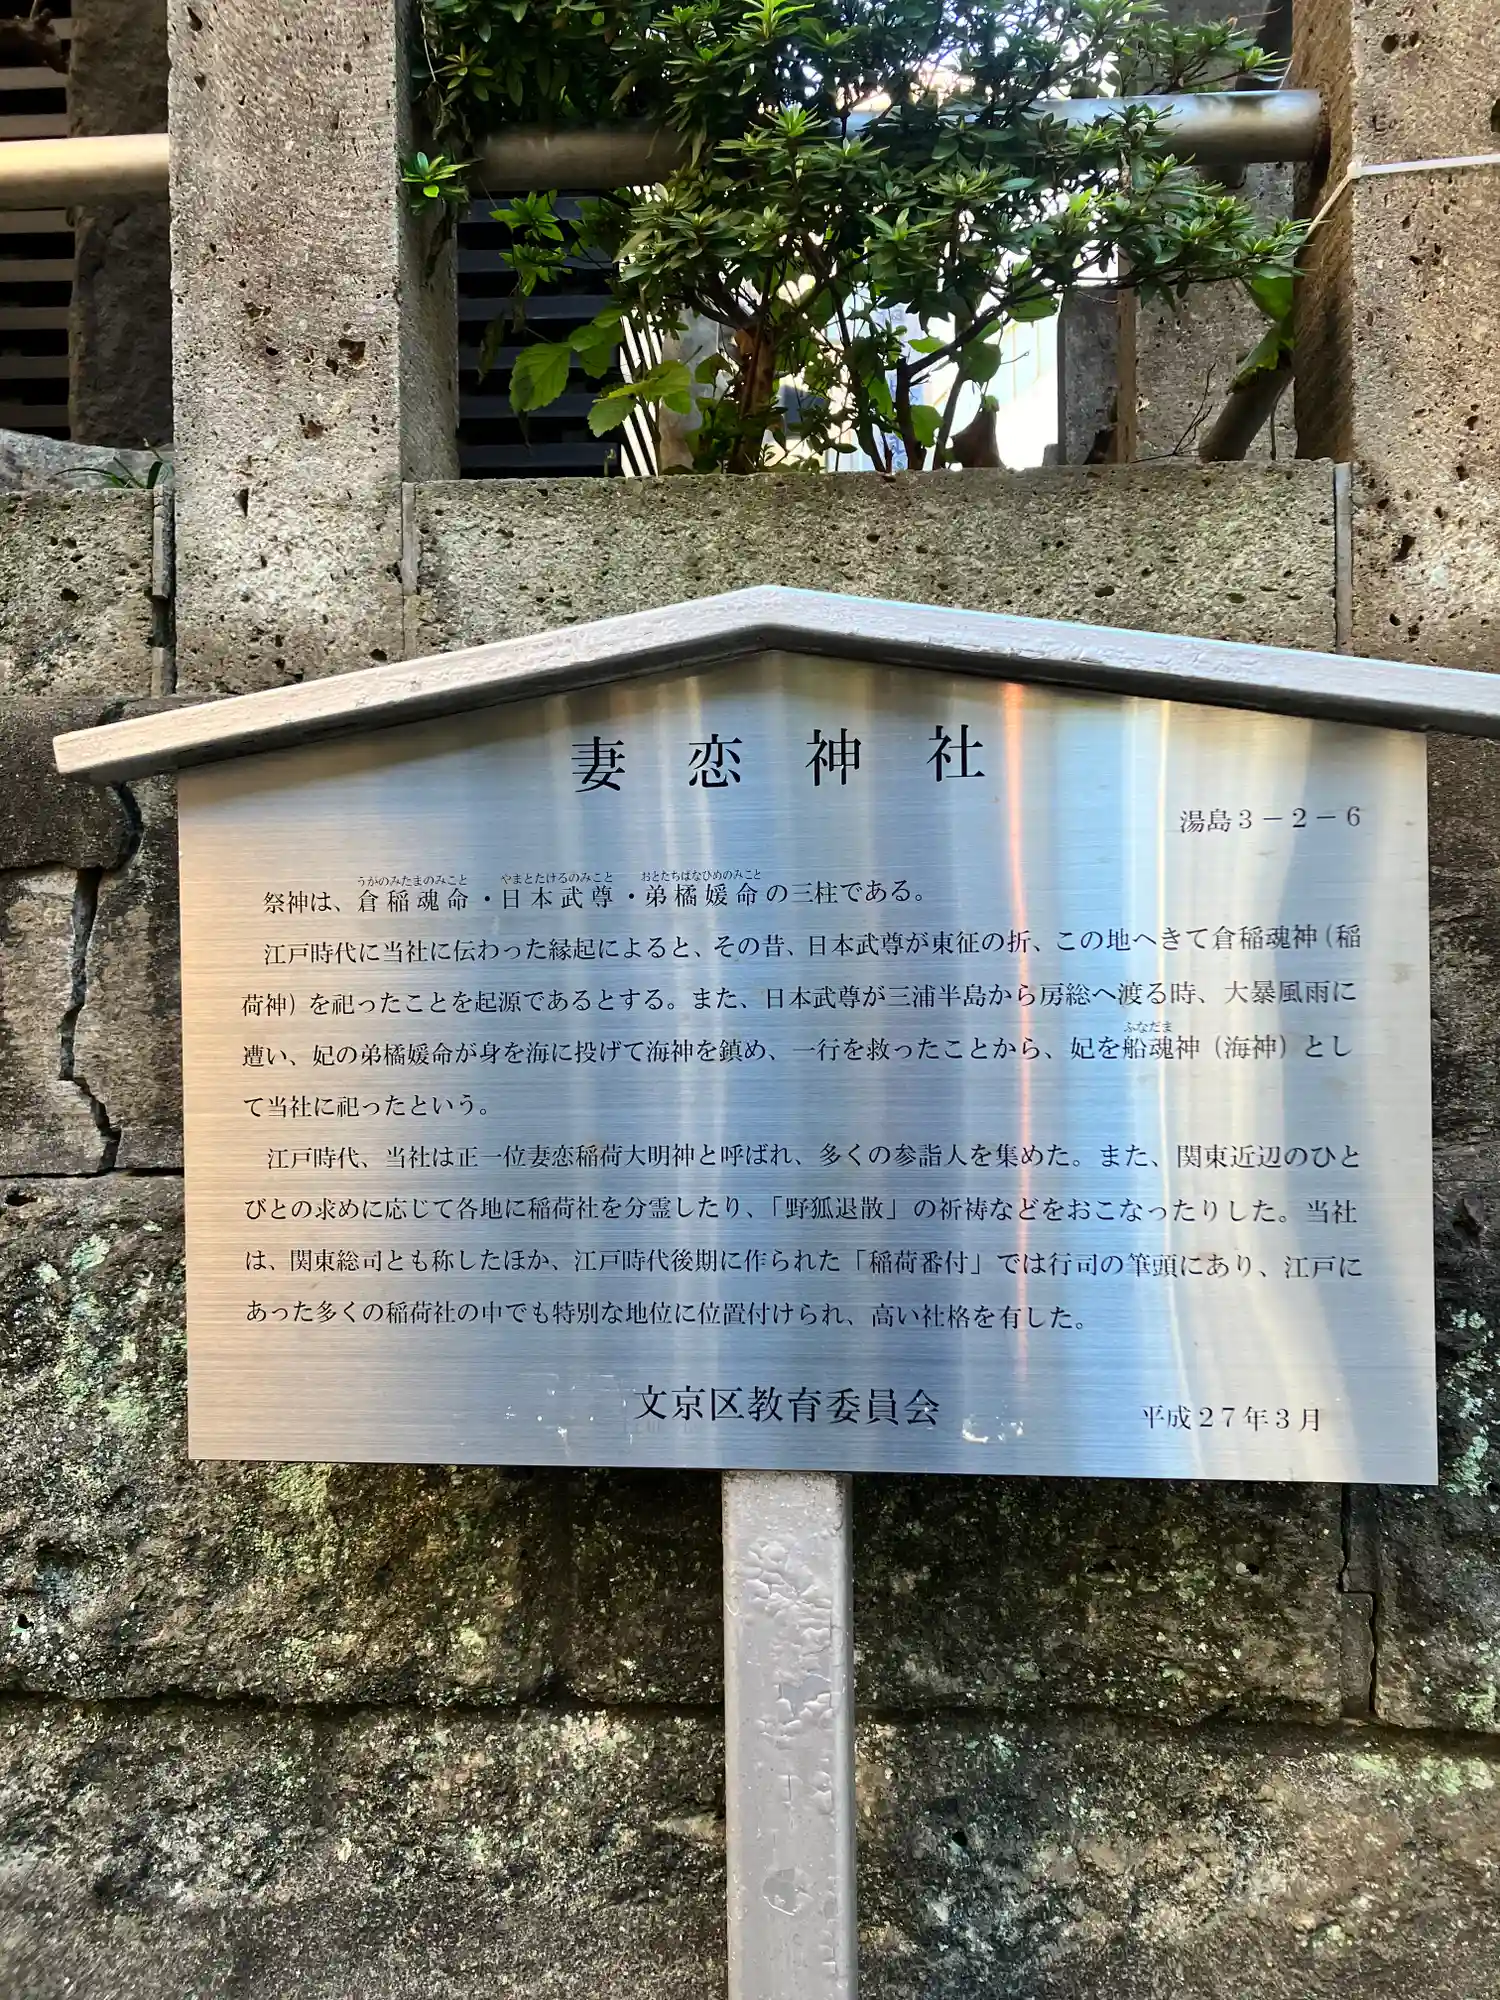 妻恋神社
湯島3－2－6
うがのみたまのみこと やまとたけるのみこと おとたちばなひめのみこと
祭神は、倉稲魂命・日本武尊・弟橘媛命の三柱である。
江戸時代に当社に伝わった縁起によると、その昔、日本武尊が東征の折、この地へきて倉稲魂神（稲
荷神）を祀ったことを起源であるとする。また、日本武尊が三浦半島から房総へ渡る時、大暴風雨に
ふなだま
遭い、妃の弟橘媛命が身を海に投げて海神を鎮め、一行を救ったことから、妃を船魂神（海神）とし
て当社に祀ったという。
江戸時代、当社は正一位妻恋稲荷大明神と呼ばれ、多くの参詣人を集めた。また、関東近辺のひと
びとの求めに応じて各地に稲荷社を分霊したり、「野狐退散」の祈祷などをおこなったりした。当社
は、関東総司とも称したほか、江戸時代後期に作られた「稲荷番付」では行司の筆頭にあり、江戸に
あった多くの稲荷社の中でも特別な地位に位置付けられ、高い社格を有した。
文京区教育委員会
平成27年3月